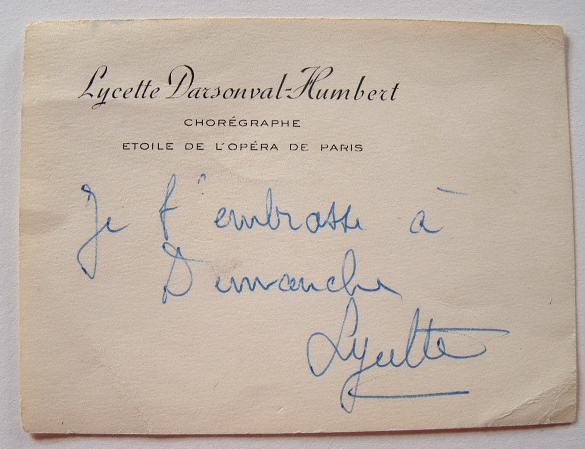 Lycette Darsonval-Humbert
CHORÉGRAPHE
ETOILE DE L'OPÉRA DE PARIS
Je t'embrasse à
Dimanche
Lycette